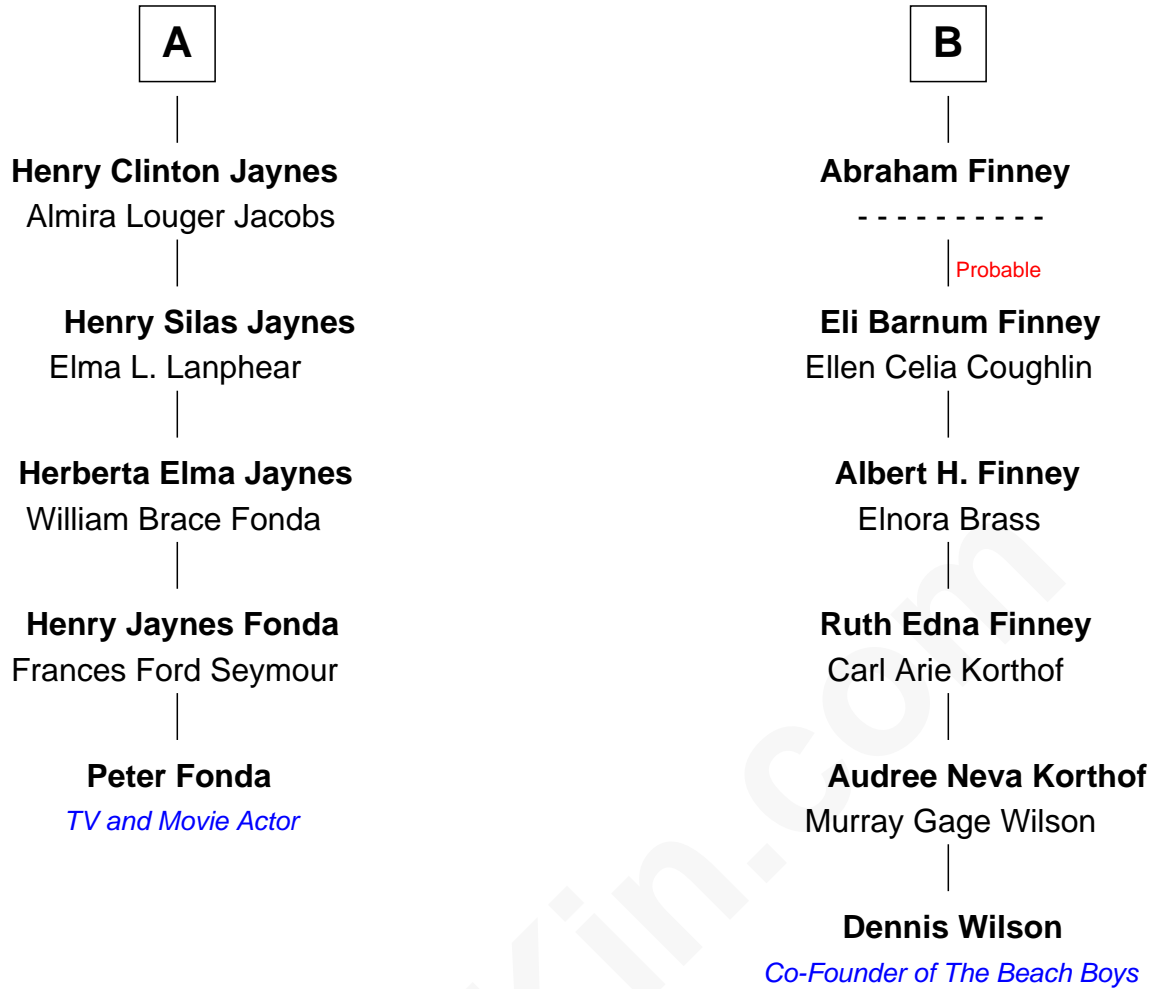 A
Henry Clinton Jaynes
Almira Louger Jacobs
Henry Silas Jaynes
Elma L. Lanphear
Herberta Elma Jaynes
William Brace Fonda
Henry Jaynes Fonda
Frances Ford Seymour
Peter Fonda
TV and Movie Actor
B
Abraham Finney
- - - - - - - - - -
Probable
Eli Barnum Finney
Ellen Celia Coughlin
Albert H. Finney
Elnora Brass
Ruth Edna Finney
Carl Arie Korthof
Audree Neva Korthof
Murray Gage Wilson
Dennis Wilson
Co-Founder of The Beach Boys
Kin.com